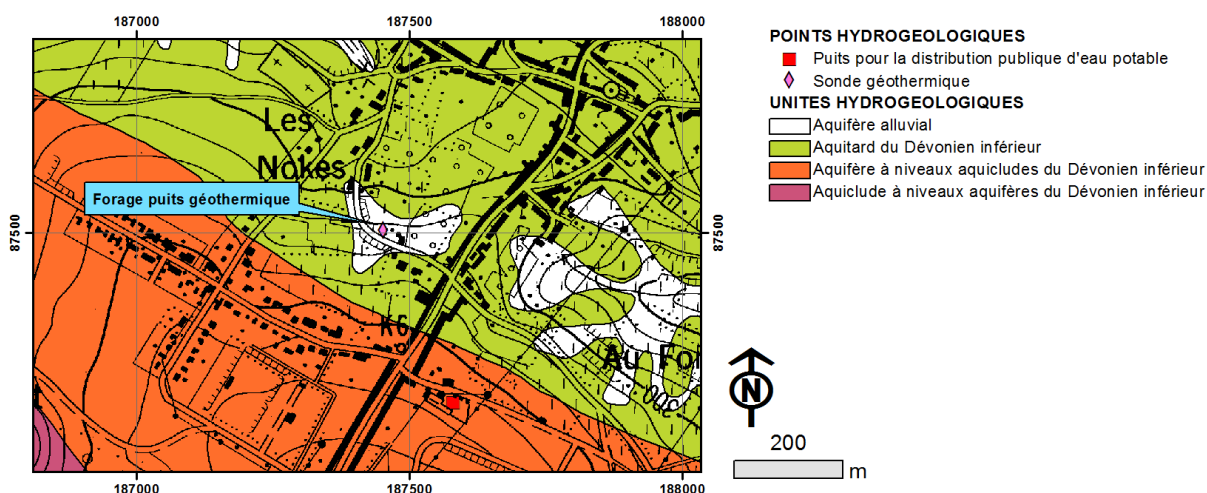 187000 187500 188000
POINTS HYDROGEOLOGIQUES
Puits pour la distribution publique d'eau potable
Sonde géothermique
UNITES HYDROGEOLOGIQUES
Aquifère alluvial
Aquitard du Dévonien inférieur
Aquifère à niveaux aquicludes du Dévonien inférieur
Aquiclude à niveaux aquifères du Dévonien inférieur
Les
Nokes
Forage puits géothermique
87500
87500
K6
Au Fol
300
N
200
m
187000 187500 188000